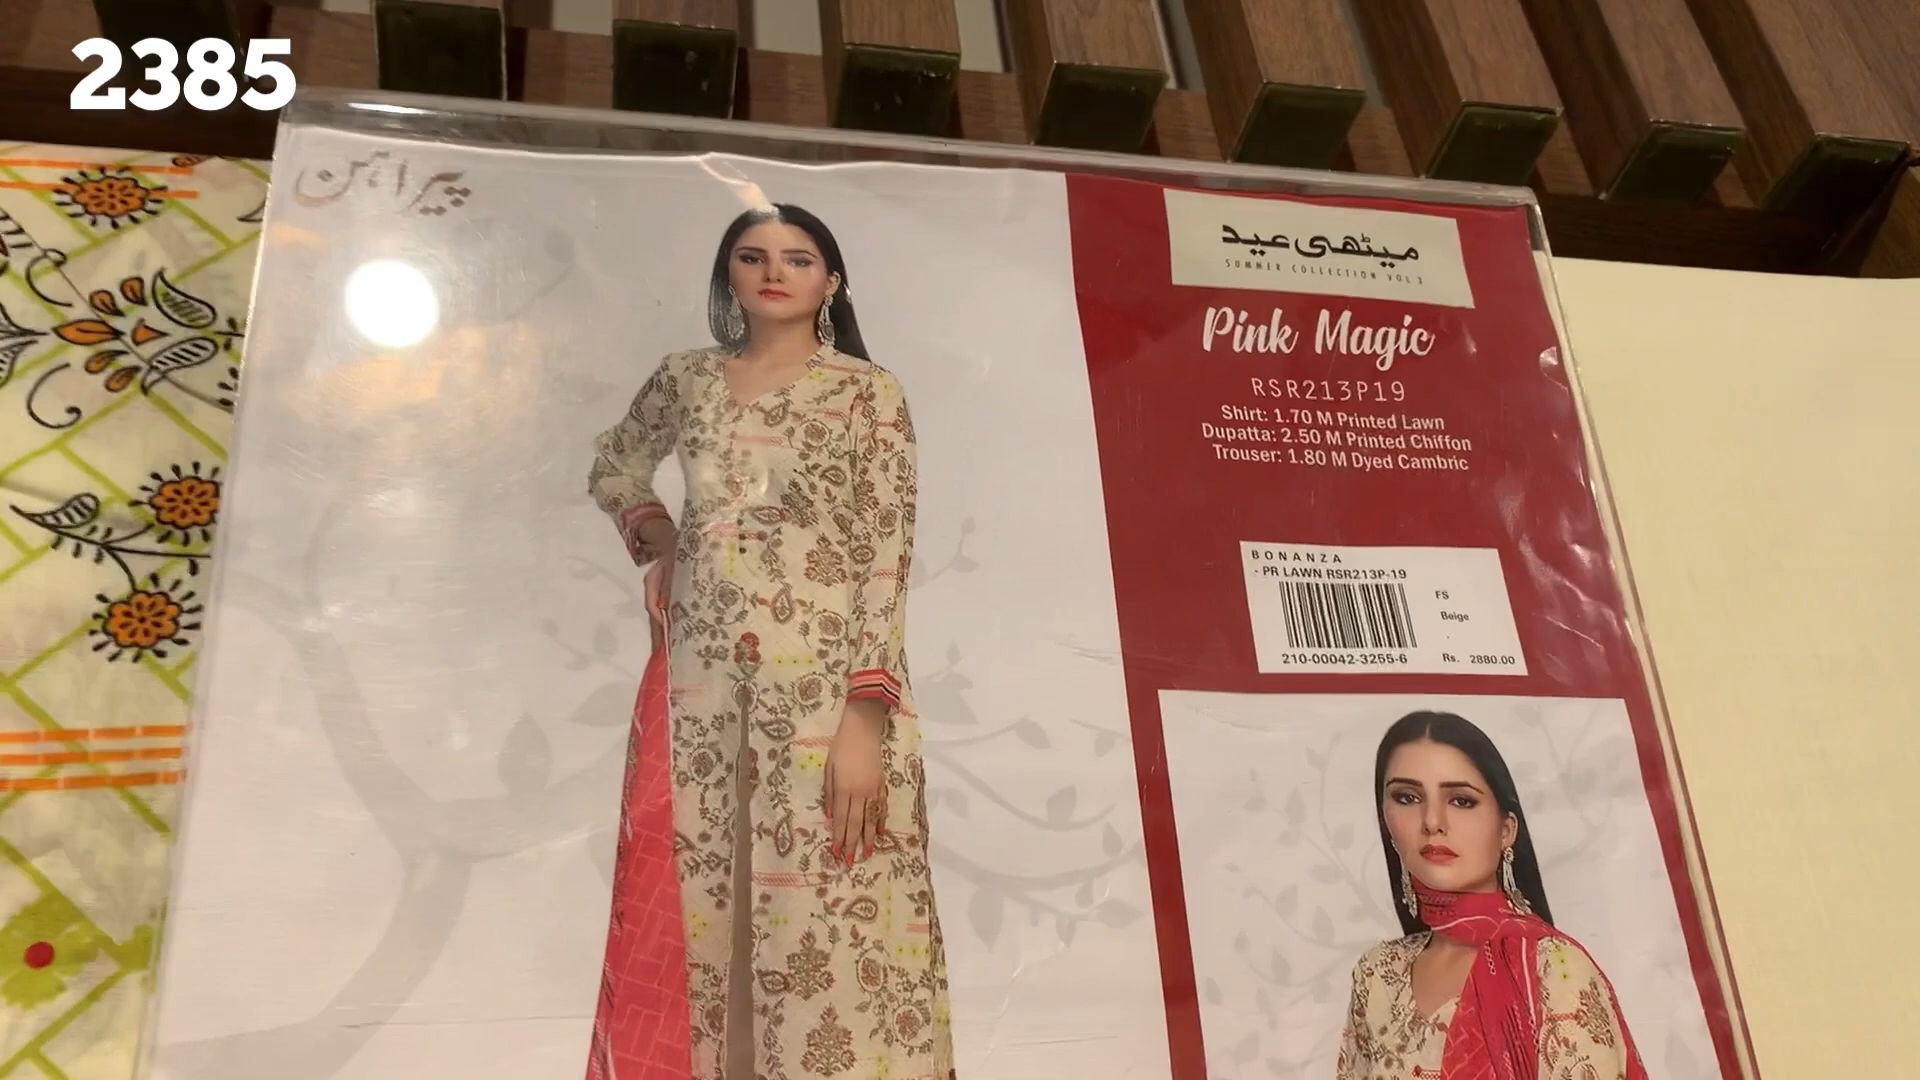 2385
پیراہن
میٹھی عید
SUMMER COLLECTION VOL 3
Pink Magic
RSR213P19
Shirt: 1.70 M Printed Lawn
Dupatta: 2.50 M Printed Chiffon
Trouser: 1.80 M Dyed Cambric
BONANZA
- PR LAWN RSR213P-19
FS
Beige
210-00042-3255-6
Rs. 2880.00